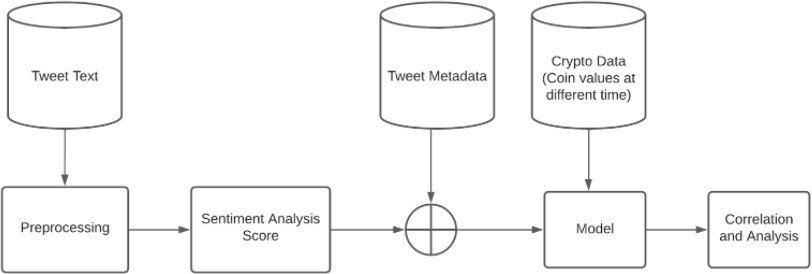 Tweet Text
Tweet Metadata
Crypto Data
(Coin values at
different time)
Preprocessing
Sentiment Analysis
Score
Model
Correlation
and Analysis